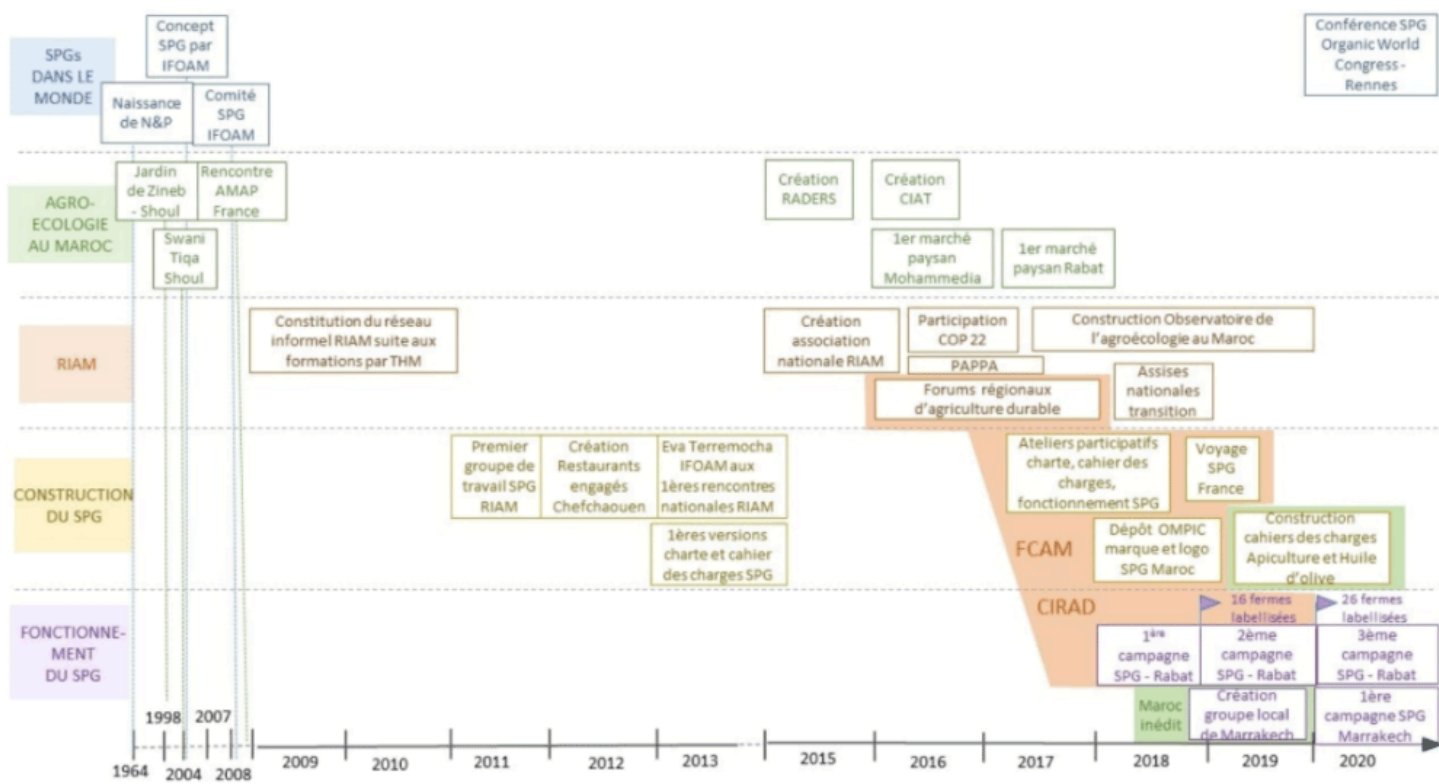 SPGs
DANS LE
MONDE
Concept
SPG par
IFOAM
Naissance
de N&P
Comité
SPG
IFOAM
Conférence SPG
Organic World
Congress -
Rennes
AGRO-
ECOLOGIE
AU MAROC
Jardin
de Zineb
- Shoul
Rencontre
AMAP
France
Swani
Tiqa
Shoul
Création
RADERS
Création
CIAT
1er marché
paysan
Mohammedia
1er marché
paysan Rabat
RIAM
Constitution du réseau
informel RIAM suite aux
formations par THM
Création
association
nationale RIAM
Participation
COP 22
PAPPA
Construction Observatoire de
l'agroécologie au Maroc
Forums régionaux
d'agriculture durable
Assises
nationales
transition
CONSTRUCTION
DU SPG
Premier
groupe de
travail SPG
RIAM
Création
Restaurants
engagés
Chefchaouen
Eva Terremocha
IFOAM aux
1ères rencontres
nationales RIAM
1ères versions
charte et cahier
des charges SPG
Ateliers participatifs
charte, cahier des
charges,
fonctionnement SPG
Voyage
SPG
France
FCAM
Dépôt OMPIC
marque et logo
SPG Maroc
Construction
cahiers des charges
Apiculture et Huile
d'olive
FONCTIONNE-
MENT
DU SPG
CIRAD
16 fermes
labellisées
26 fermes
labellisées
1ère
campagne
SPG - Rabat
2ème
campagne
SPG - Rabat
3ème
campagne
SPG - Rabat
Maroc
inédit
Création
groupe local
de Marrakech
1ère
campagne SPG
Marrakech
1998 2007
1964 2004 2008 2009 2010 2011 2012 2013 2015 2016 2017 2018 2019 2020